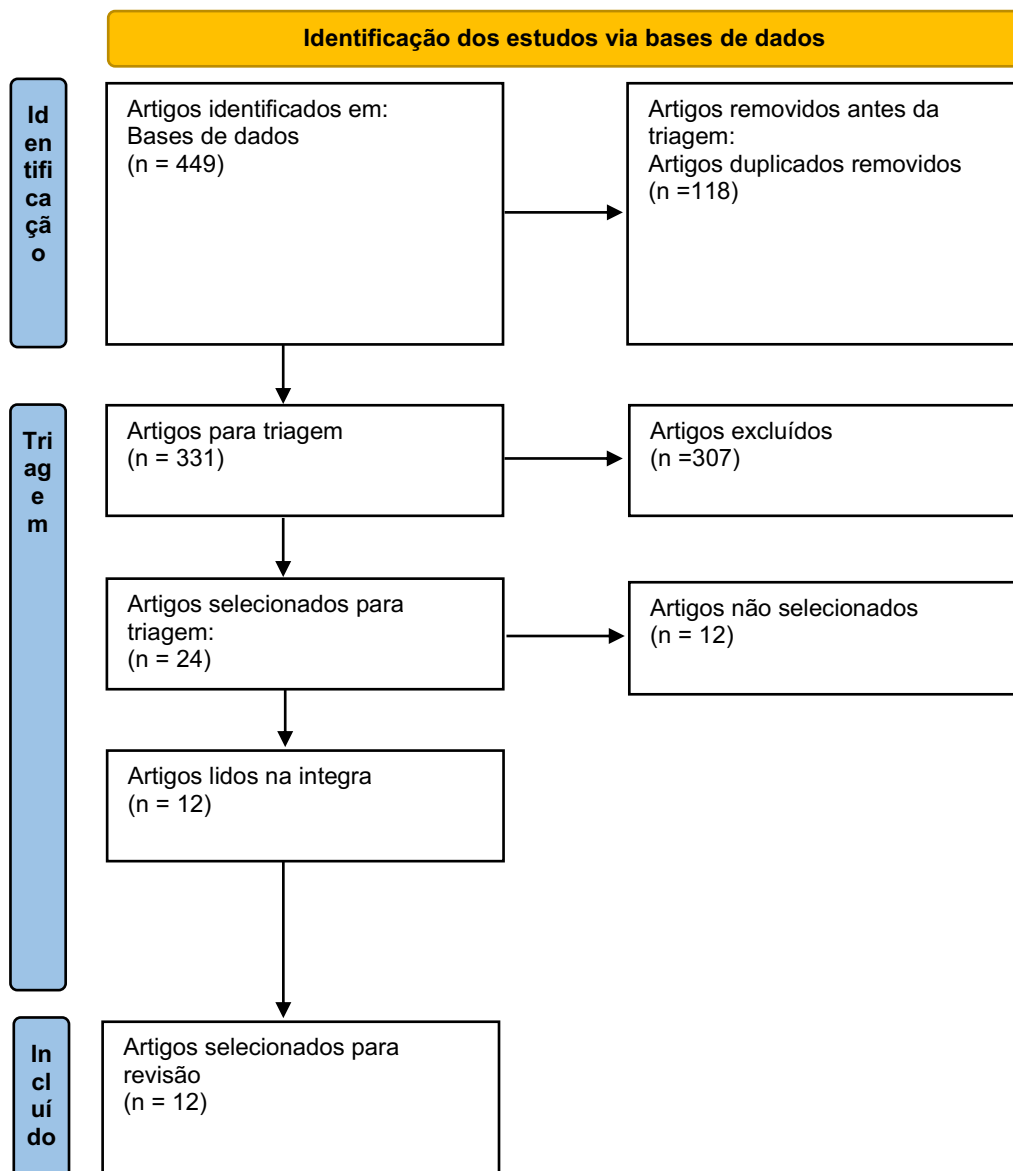 Identificação dos estudos via bases de dados
Id
en
tifi
ca
çã
o
Artigos identificados em:
Bases de dados
(n = 449)
Artigos removidos antes da
triagem:
Artigos duplicados removidos
(n =118)
Tri
ag
e
m
Artigos para triagem
(n = 331)
Artigos excluídos
(n =307)
Artigos selecionados para
triagem:
(n = 24)
Artigos não selecionados
(n = 12)
Artigos lidos na integra
(n = 12)
In
cl
uí
do
Artigos selecionados para
revisão
(n = 12)